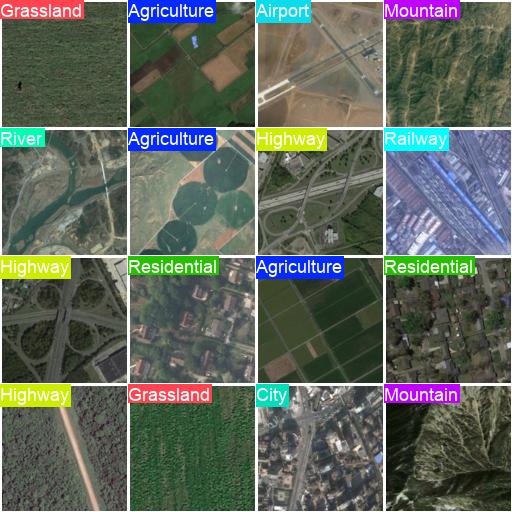 Grassland
Agriculture
Airport
Mountain
River
Agriculture
Highway
Railway
Highway
Residential
Agriculture
Residential
Highway
Grassland
City
Mountain